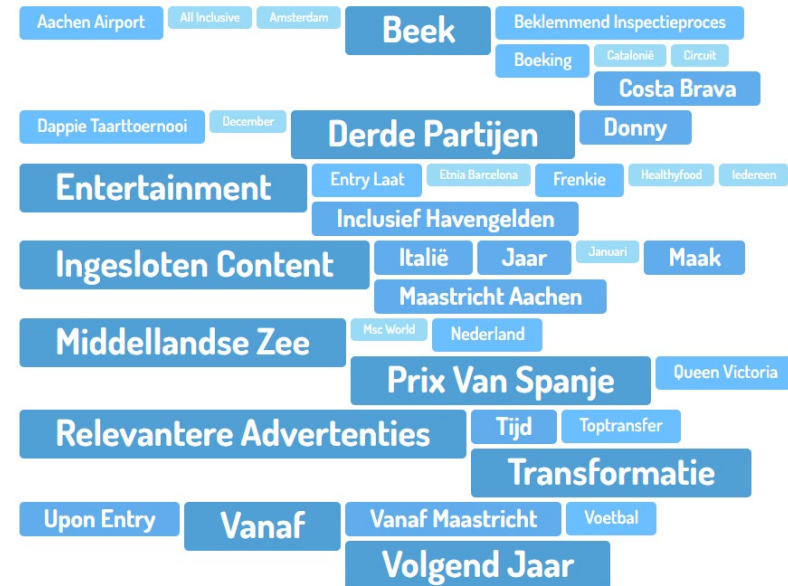 Aachen Airport All Inclusive Amsterdam Beek Beklemmend Inspectieproces
Boeking Catalonië Circuit
Costa Brava
Dappie Taarttoernooi December Derde Partijen Donny
Entertainment Entry Laat Etnia Barcelona Frenkie Healthyfood Iedereen
Inclusief Havengelden
Ingesloten Content Italië Jaar Januari Maak
Maastricht Aachen
Middellandse Zee Msc World Nederland
Prix Van Spanje Queen Victoria
Relevantere Advertenties Tijd Toptransfer
Transformatie
Upon Entry Vanaf Vanaf Maastricht Voetbal
Volgend Jaar